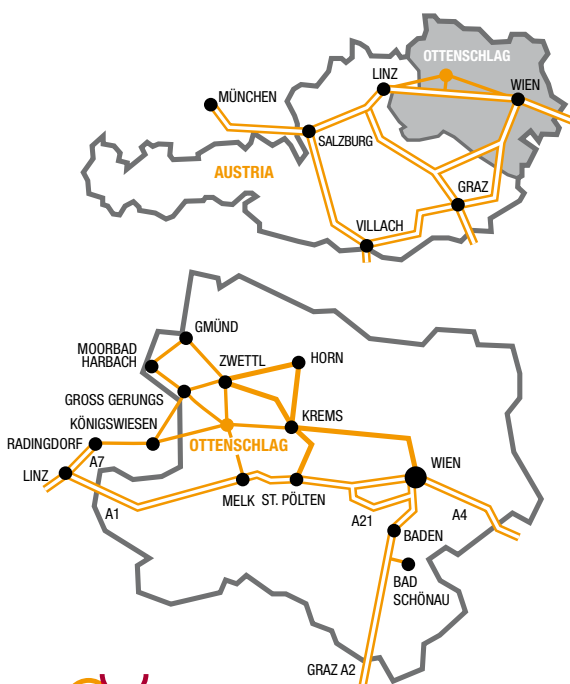 OTTENSCHLAG
LINZ
WIEN
MÜNCHEN
SALZBURG
AUSTRIA
GRAZ
VILLACH
GMÜND
MOORBAD
HARBACH
ZWETTL
HORN
GROSS GERUNGS
KÖNIGSWIESEN
KREMS
RADINGDORF
OTTENSCHLAG
A7
WIEN
LINZ
MELK
ST. PÖLTEN
A1
A21
A4
BADEN
BAD
SCHÖNAU
GRAZ A2